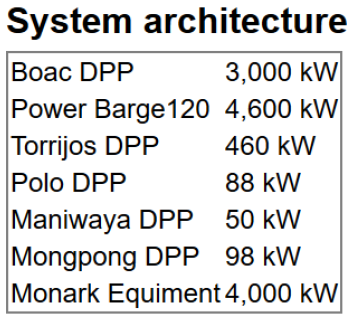 System architecture
Boac DPP 3,000 kW
Power Barge120 4,600 kW
Torrijos DPP 460 kW
Polo DPP 88 kW
Maniwaya DPP 50 kW
Mongpong DPP 98 kW
Monark Equiment 4,000 kW